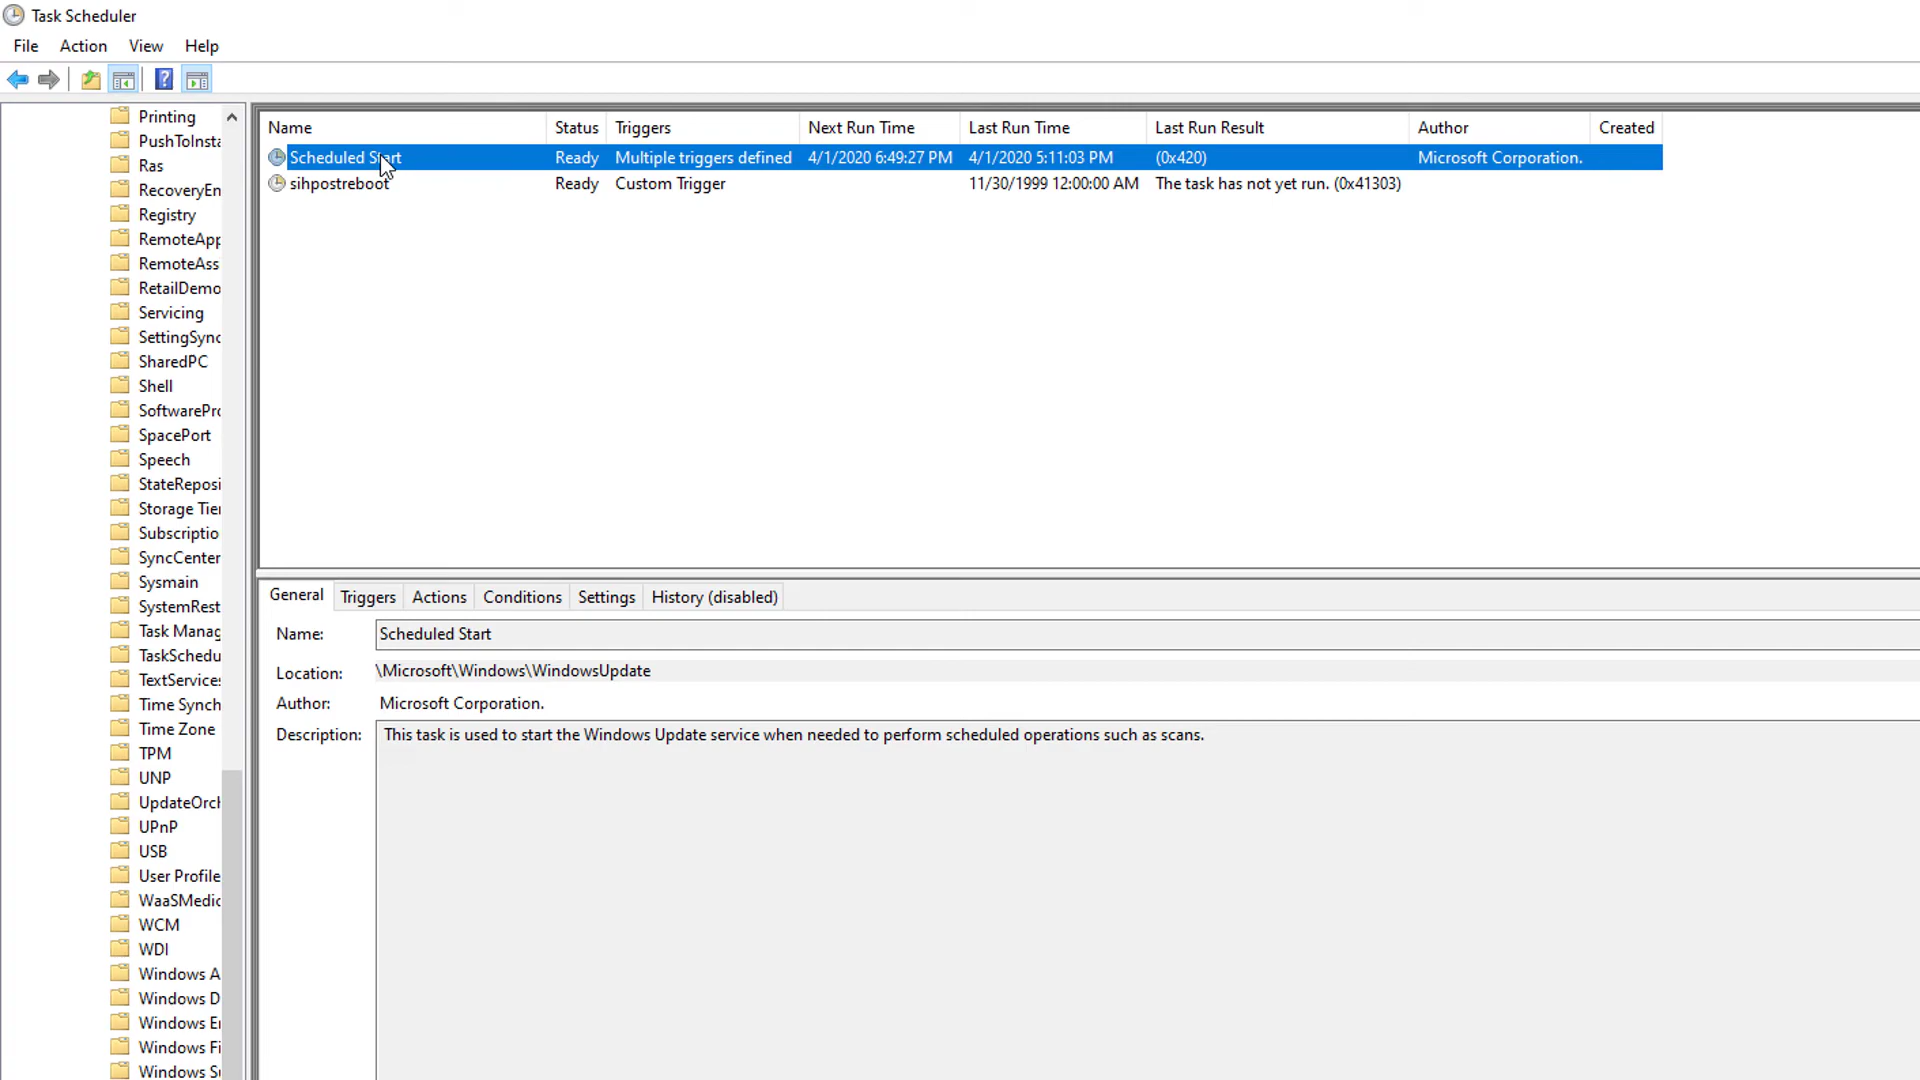 Task Scheduler
File Action View Help
Name Status Triggers Next Run Time Last Run Time Last Run Result Author Created
Scheduled Start Ready Multiple triggers defined 4/1/2020 6:49:27 PM 4/1/2020 5:11:03 PM (0x420) Microsoft Corporation.
sihpostreboot Ready Custom Trigger 11/30/1999 12:00:00 AM The task has not yet run. (0x41303)
Printing
PushToInsta
Ras
RecoveryEn
Registry
RemoteApp
RemoteAss
RetailDemo
Servicing
SettingSync
SharedPC
Shell
SoftwarePro
SpacePort
Speech
StateReposi
Storage Tier
Subscriptio
SyncCenter
Sysmain
SystemRest
Task Manag
TaskSchedu
TextServices
Time Synch
Time Zone
TPM
UNP
UpdateOrch
UPnP
USB
User Profile
WaaSMedic
WCM
WDI
Windows A
Windows D
Windows Er
Windows Fi
Windows Su
General Triggers Actions Conditions Settings History (disabled)
Name: Scheduled Start
Location: \Microsoft\Windows\WindowsUpdate
Author: Microsoft Corporation.
Description: This task is used to start the Windows Update service when needed to perform scheduled operations such as scans.